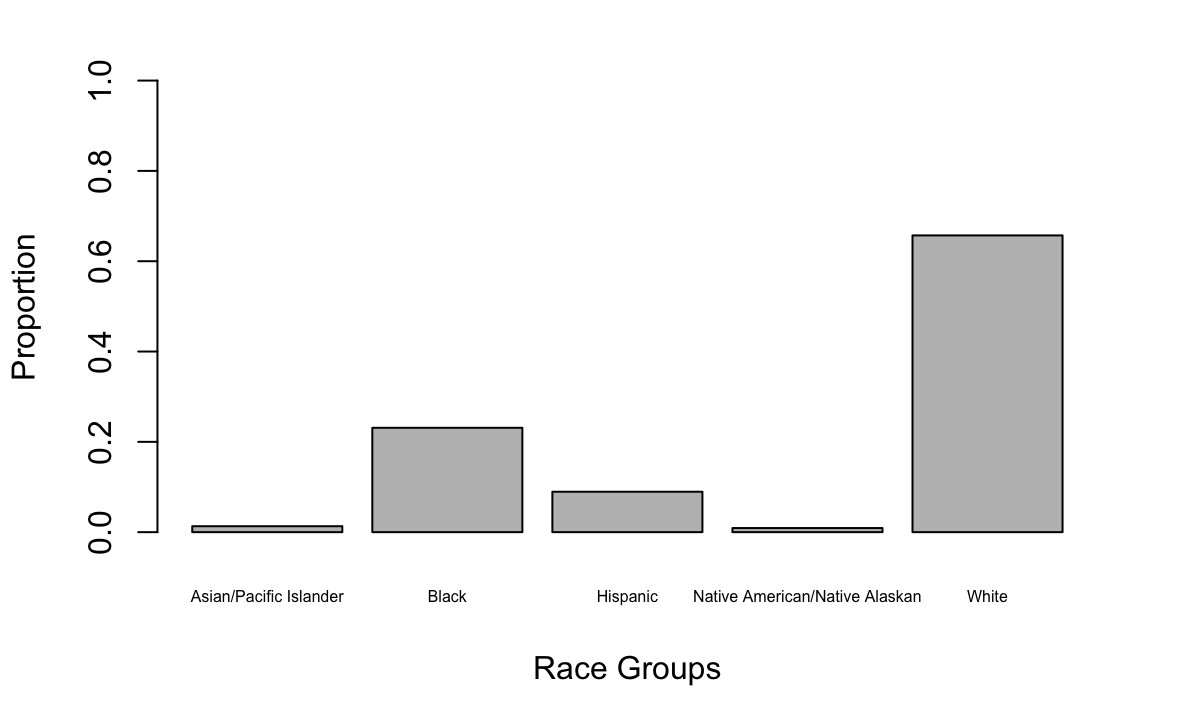 Proportion
1.0
0.8
0.6
0.4
0.2
0.0
Asian/Pacific Islander Black Hispanic Native American/Native Alaskan White
Race Groups